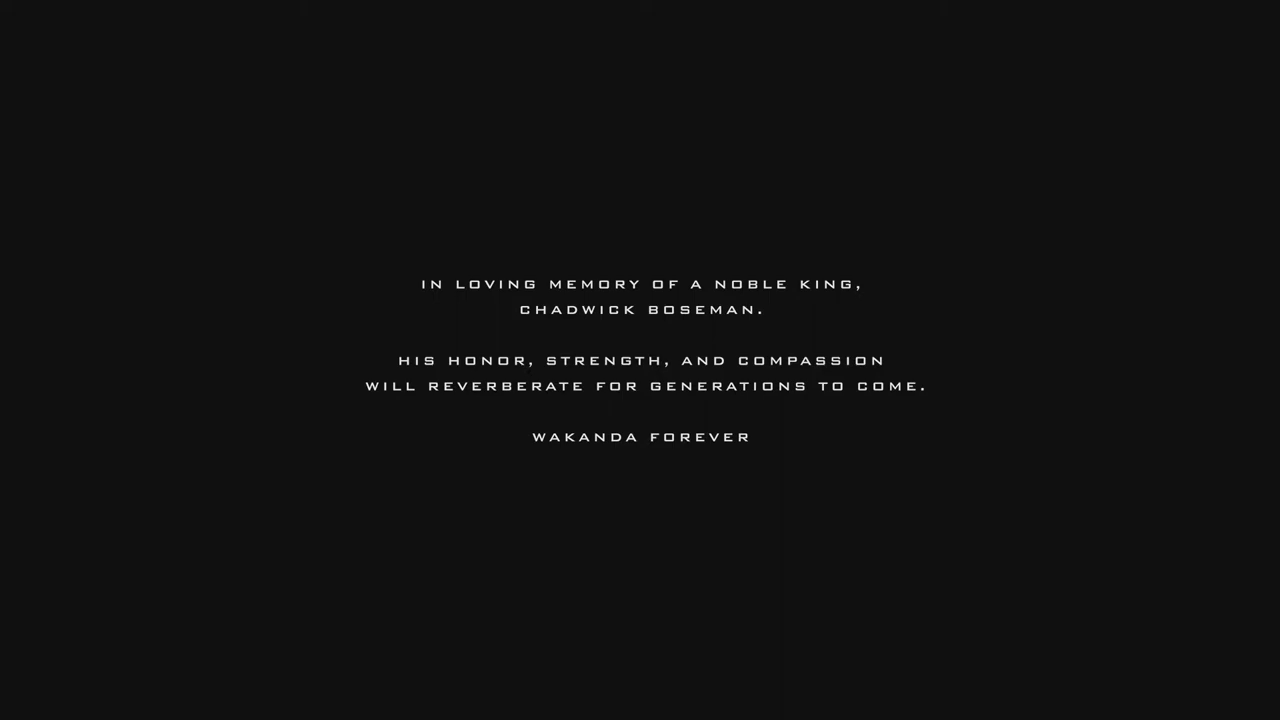 IN LOVING MEMORY OF A NOBLE KING,
CHADWICK BOSEMAN.
HIS HONOR, STRENGTH, AND COMPASSION
WILL REVERBERATE FOR GENERATIONS TO COME.
WAKANDA FOREVER